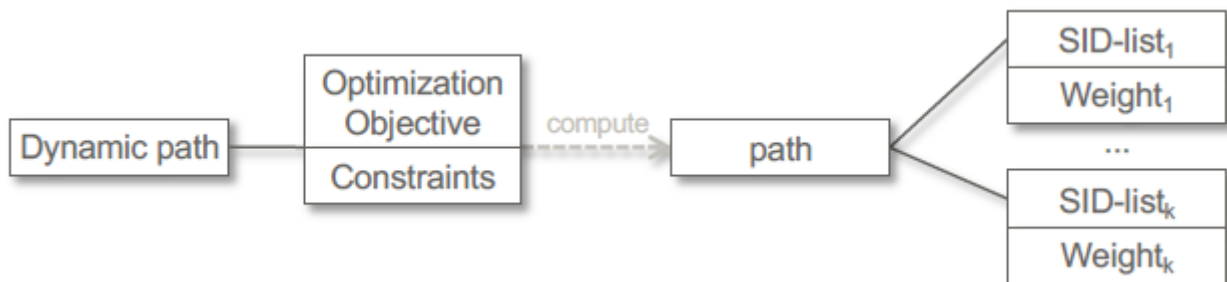 Dynamic path
Optimization
Objective
Constraints
compute
path
SID-list₁
Weight₁
...
SID-listₖ
Weightₖ